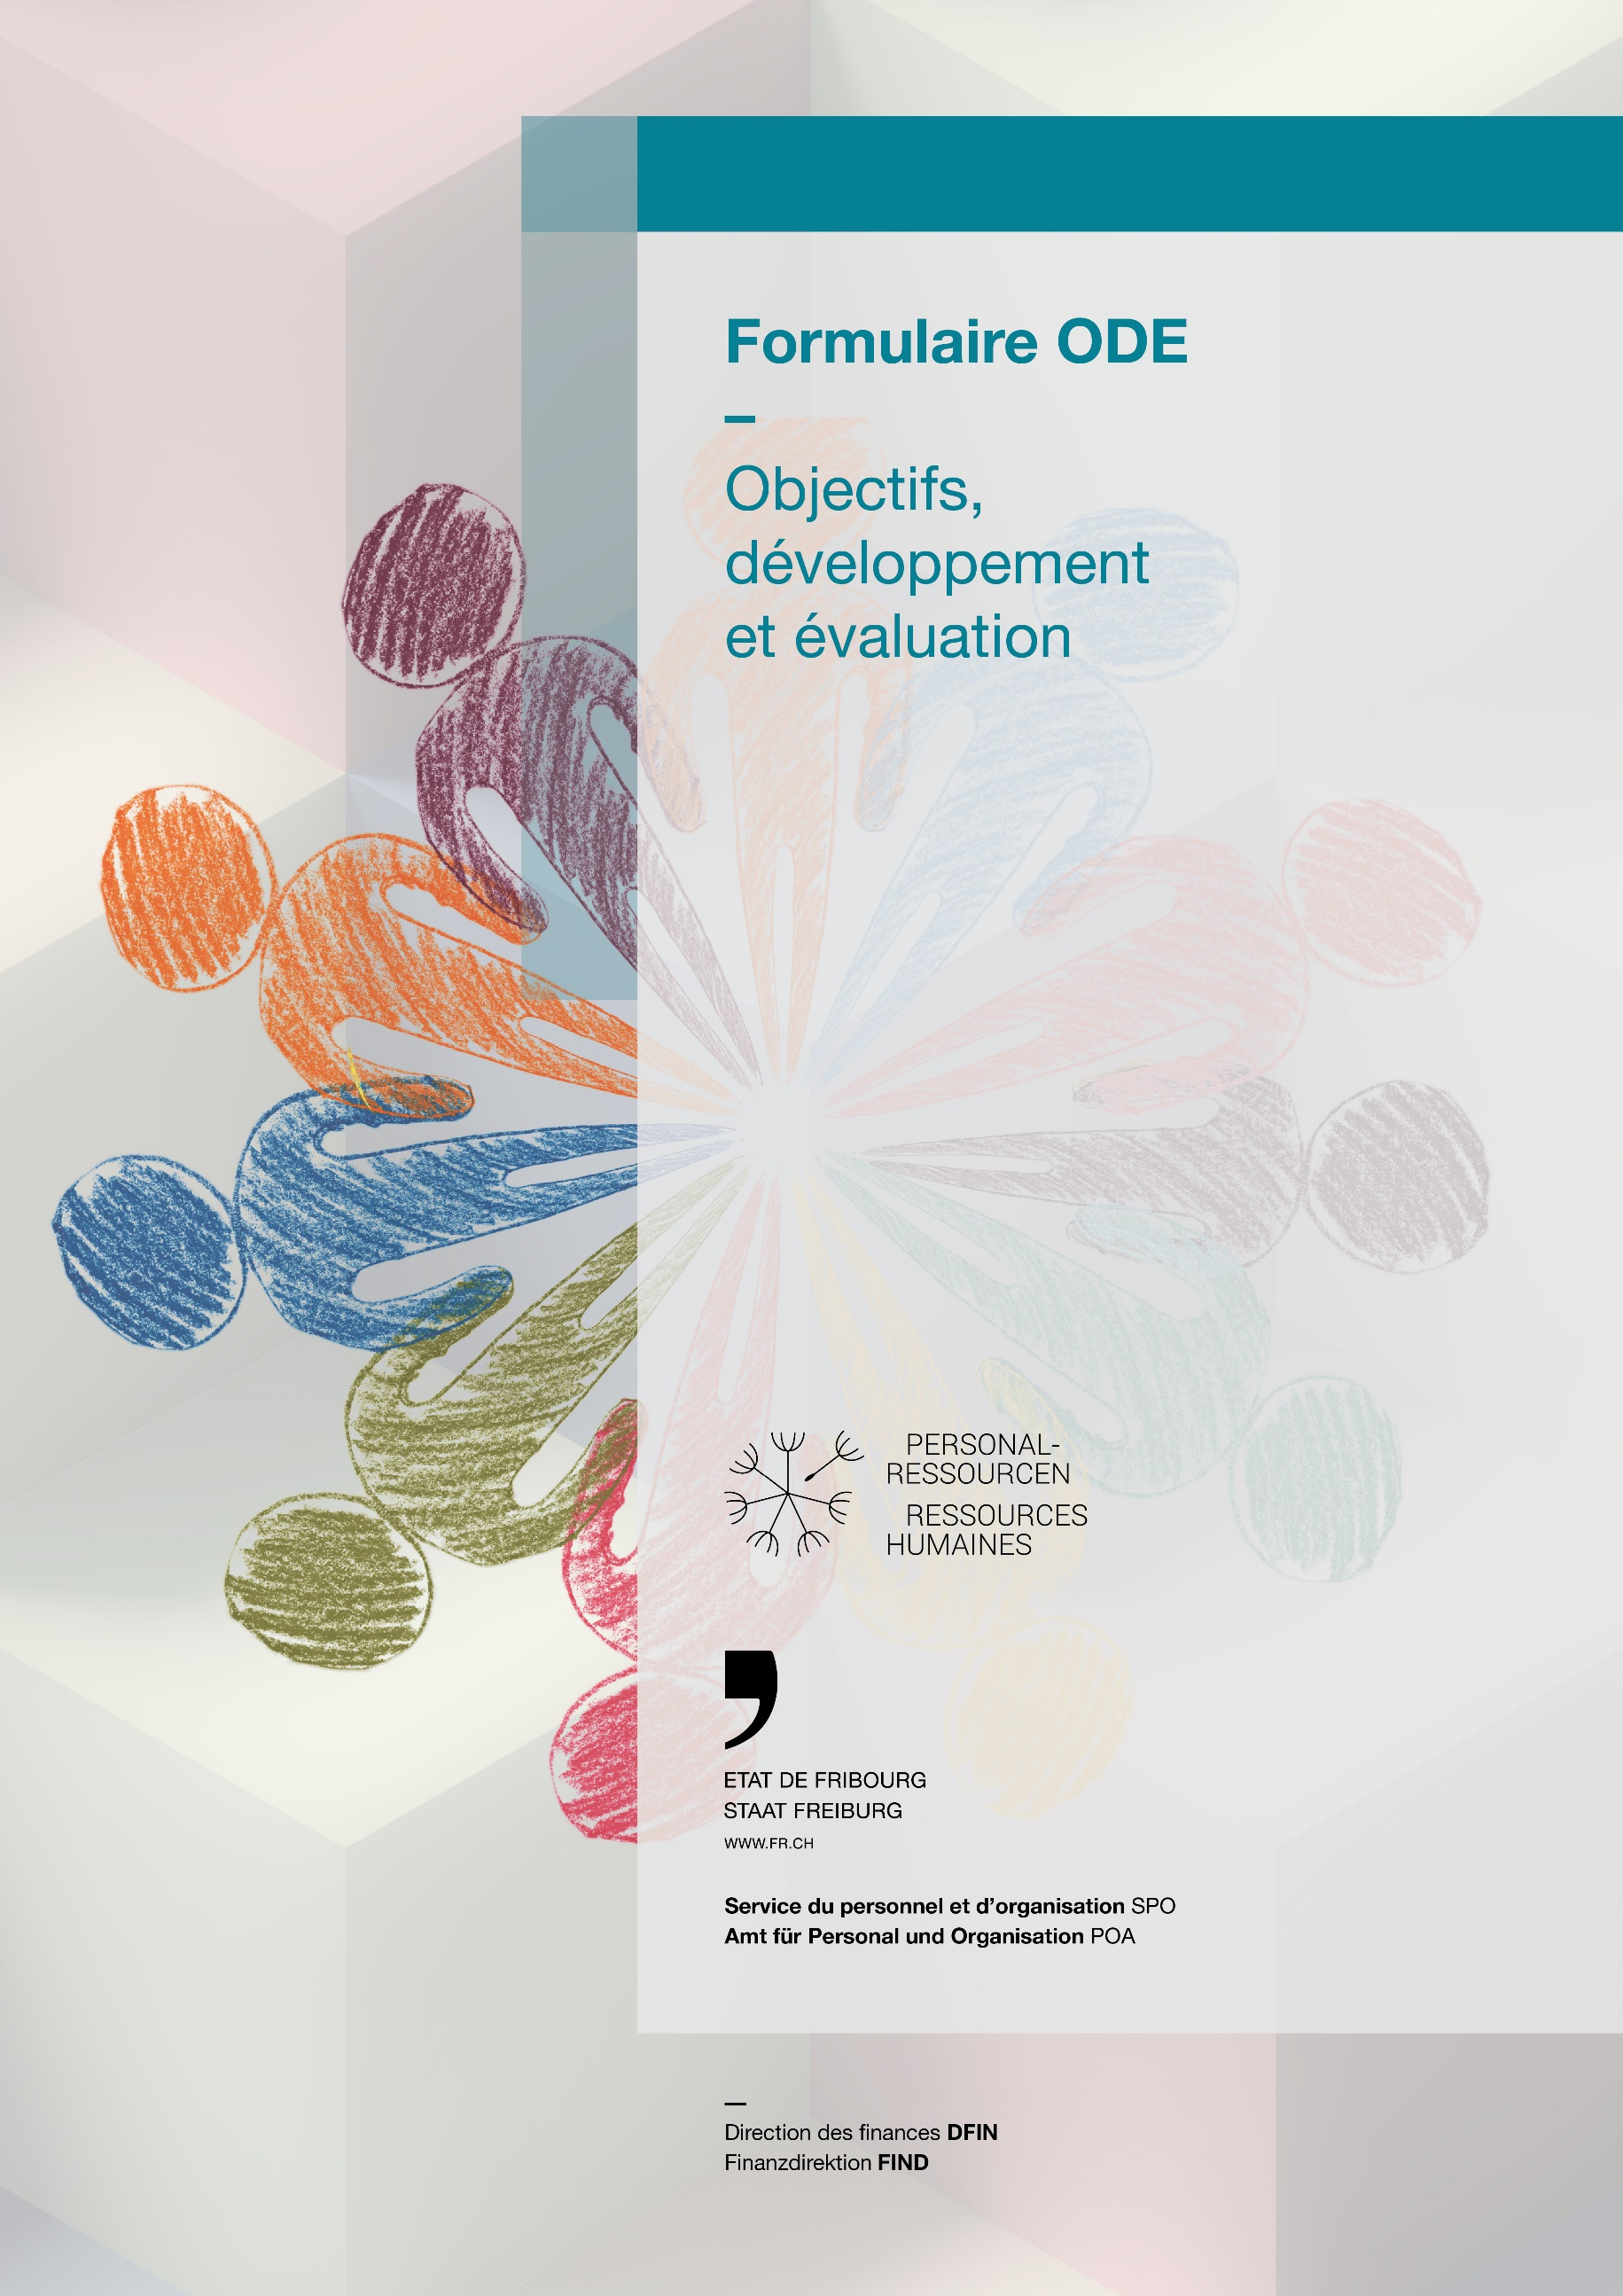 Formulaire ODE
–
Objectifs,
développement
et évaluation
PERSONAL-
RESSOURCEN
RESSOURCES
HUMAINES
ETAT DE FRIBOURG
STAAT FREIBURG
WWW.FR.CH
Service du personnel et d’organisation SPO
Amt für Personal und Organisation POA
—
Direction des finances DFIN
Finanzdirektion FIND